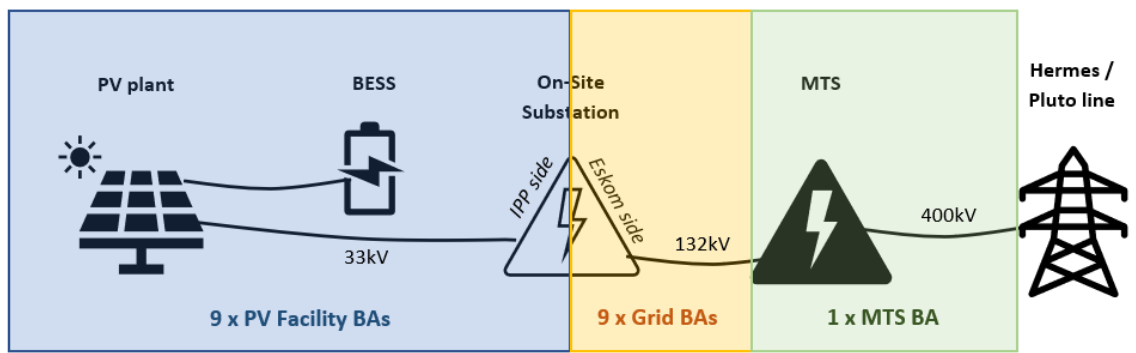 PV plant
BESS
On-Site
Substation
MTS
Hermes /
Pluto line
IPP side
Eskom side
33kV
132kV
400kV
9 x PV Facility BAs
9 x Grid BAs
1 x MTS BA